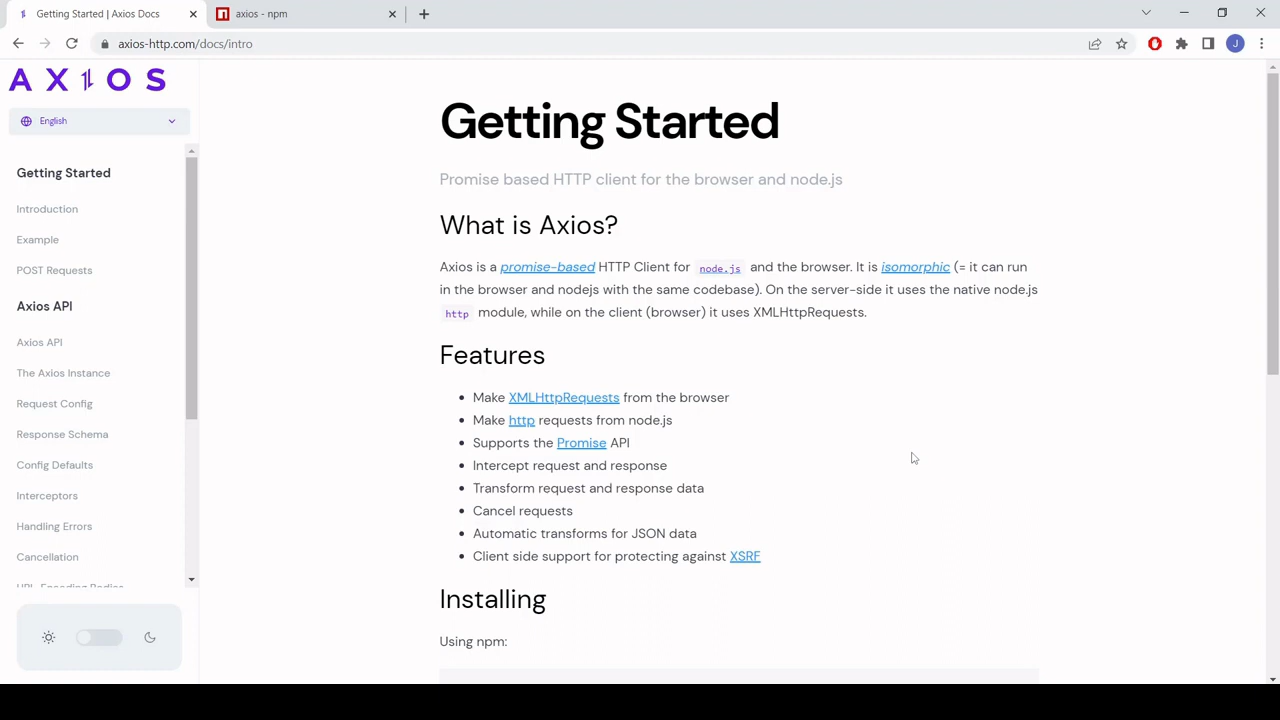 Getting Started | Axios Docs
axios - npm
axios-http.com/docs/intro
J
AXIOS
English
Getting Started
Introduction
Example
POST Requests
Axios API
Axios API
The Axios Instance
Request Config
Response Schema
Config Defaults
Interceptors
Handling Errors
Cancellation
URL-Encoding Bodies
Getting Started
Promise based HTTP client for the browser and node.js
What is Axios?
Axios is a promise-based HTTP Client for node.js and the browser. It is isomorphic (= it can run
in the browser and nodejs with the same codebase). On the server-side it uses the native node.js
http module, while on the client (browser) it uses XMLHttpRequests.
Features
• Make XMLHttpRequests from the browser
• Make http requests from node.js
• Supports the Promise API
• Intercept request and response
• Transform request and response data
• Cancel requests
• Automatic transforms for JSON data
• Client side support for protecting against XSRF
Installing
Using npm: